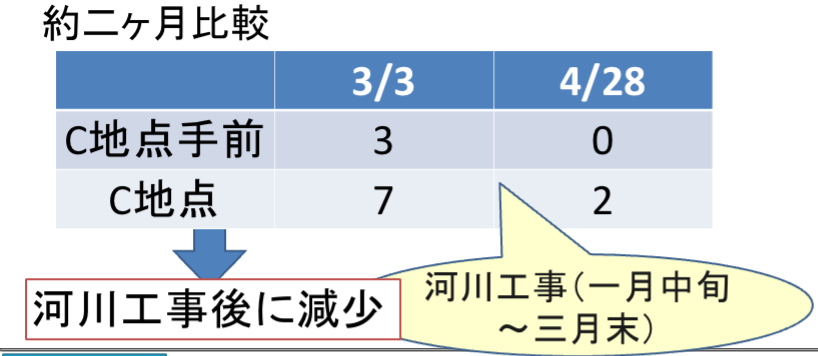 約二ヶ月比較
3/3 4/28
C地点手前 3 0
C地点 7 2
河川工事後に減少
河川工事(一月中旬
～三月末)